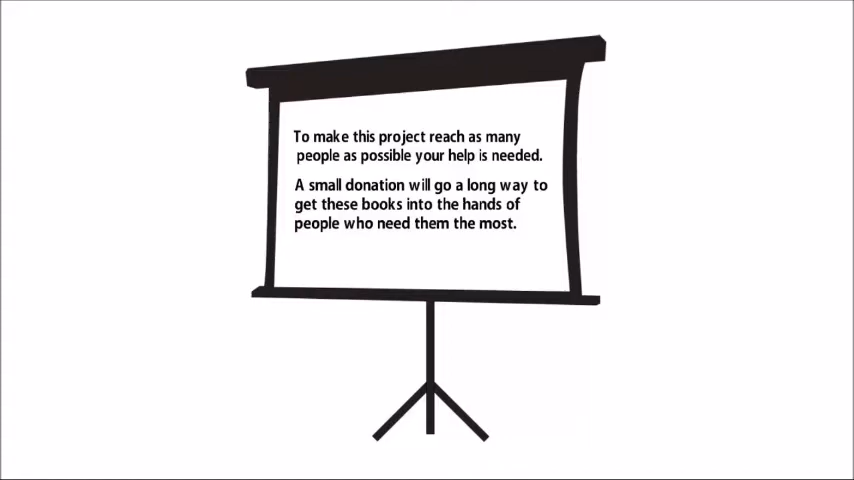 To make this project reach as many
people as possible your help is needed.
A small donation will go a long way to
get these books into the hands of
people who need them the most.